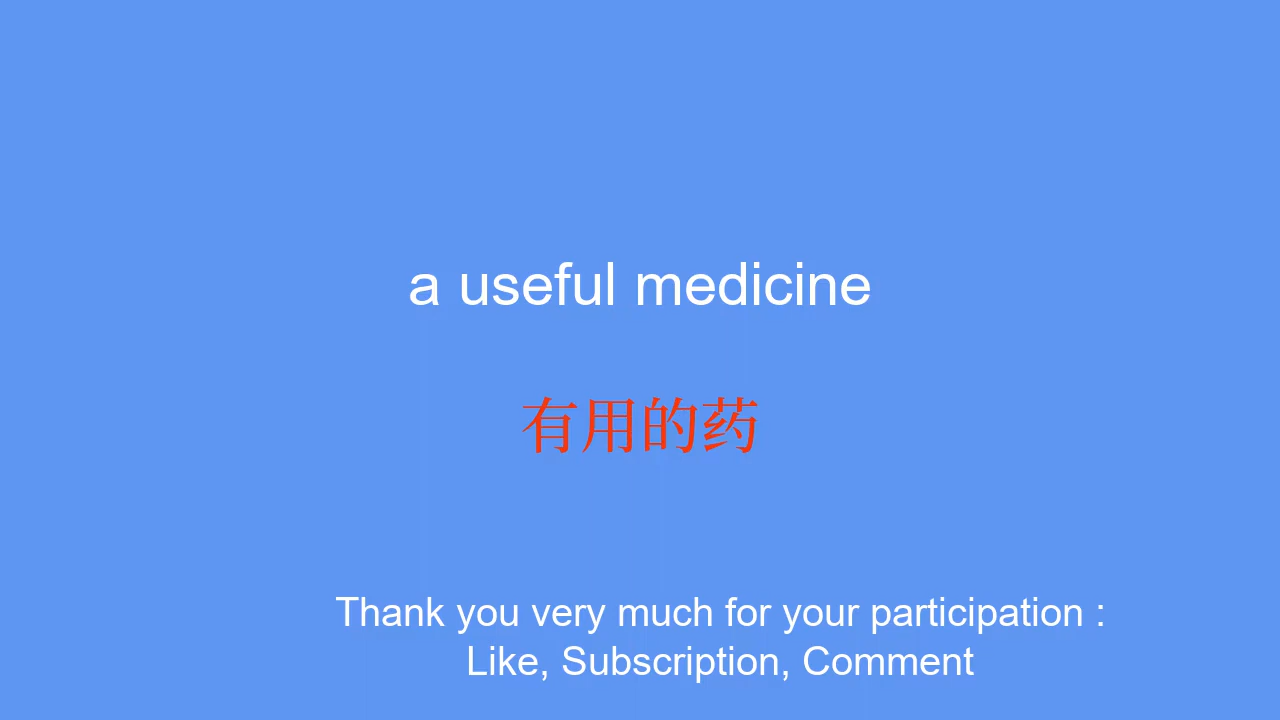 a useful medicine
有用的药
Thank you very much for your participation :
Like, Subscription, Comment